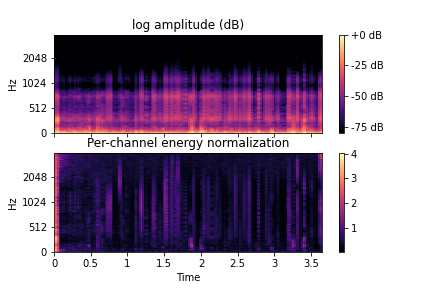 log amplitude (dB)
Hz
2048
1024
512
0
+0 dB
-25 dB
-50 dB
-75 dB
Per-channel energy normalization
Hz
2048
1024
512
0
4
3
2
1
0 0.5 1 1.5 2 2.5 3 3.5
Time